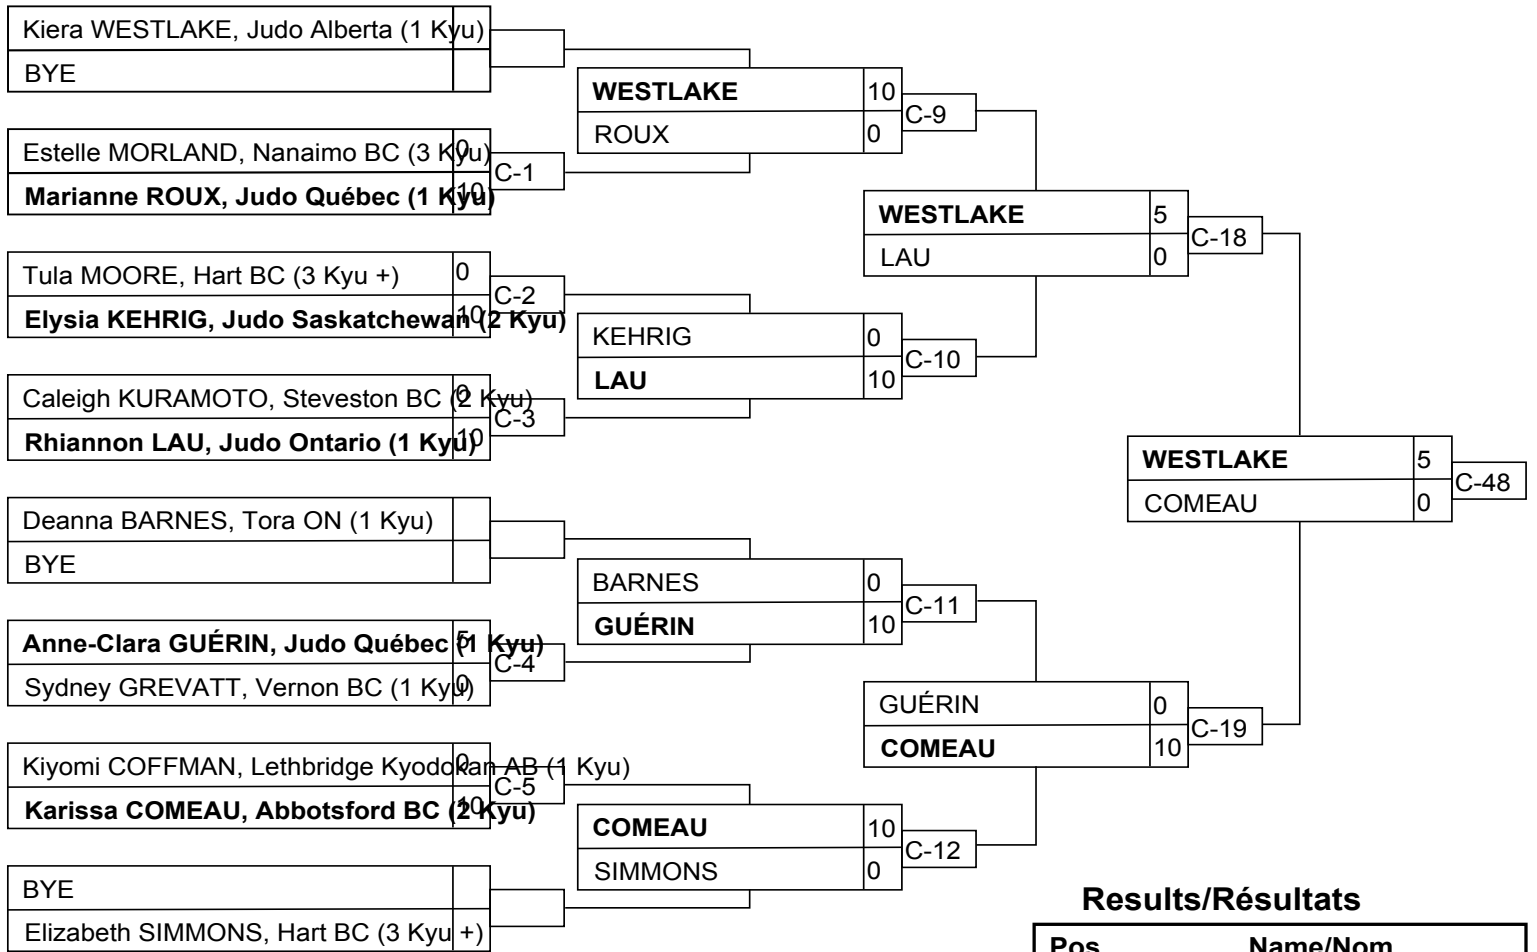 Kiera WESTLAKE, Judo Alberta (1 Kyu)
BYE
Estelle MORLAND, Nanaimo BC (3 Kyu) 0
Marianne ROUX, Judo Québec (1 Kyu) 10
C-1
Tula MOORE, Hart BC (3 Kyu +) 0
Elysia KEHRIG, Judo Saskatchewan (2 Kyu) 10
C-2
Caleigh KURAMOTO, Steveston BC (2 Kyu) 0
Rhiannon LAU, Judo Ontario (1 Kyu) 10
C-3
Deanna BARNES, Tora ON (1 Kyu)
BYE
Anne-Clara GUÉRIN, Judo Québec (1 Kyu) 5
Sydney GREVATT, Vernon BC (1 Kyu) 0
C-4
Kiyomi COFFMAN, Lethbridge Kyodokan AB (1 Kyu) 0
Karissa COMEAU, Abbotsford BC (2 Kyu) 10
C-5
BYE
Elizabeth SIMMONS, Hart BC (3 Kyu +)
WESTLAKE 10
ROUX 0
C-9
KEHRIG 0
LAU 10
C-10
BARNES 0
GUÉRIN 10
C-11
COMEAU 10
SIMMONS 0
C-12
WESTLAKE 5
LAU 0
C-18
GUÉRIN 0
COMEAU 10
C-19
WESTLAKE 5
COMEAU 0
C-48
Results/Résultats
Pos Name/Nom